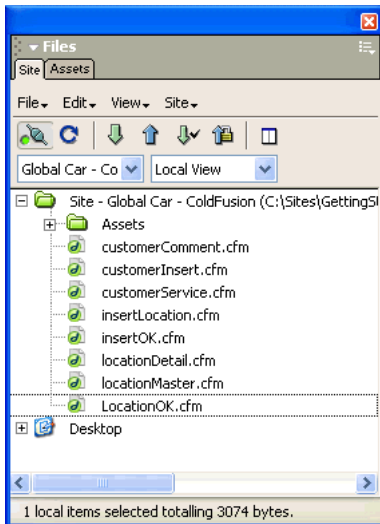 Files
Site Assets
File Edit View Site
Global Car - Co Local View
Site - Global Car - ColdFusion (C:\Sites\GettingSt
Assets
customerComment.cfm
customerInsert.cfm
customerService.cfm
insertLocation.cfm
insertOK.cfm
locationDetail.cfm
locationMaster.cfm
LocationOK.cfm
Desktop
1 local items selected totalling 3074 bytes.